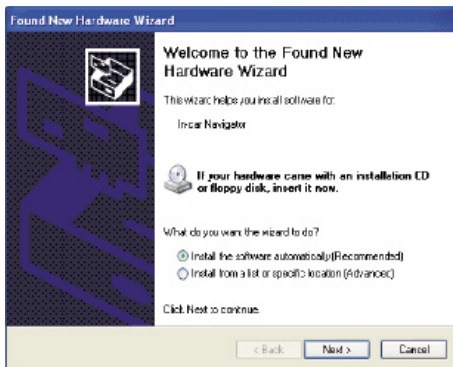 Found New Hardware Wizard
Welcome to the Found New
Hardware Wizard
This wizard helps you install software for:
In-car Navigator
If your hardware came with an installation CD
or floppy disk, insert it now.
What do you want the wizard to do?
Install the software automatically(Recommended)
Install from a list or specific location (Advanced)
Click Next to continue.
< Back
Next >
Cancel